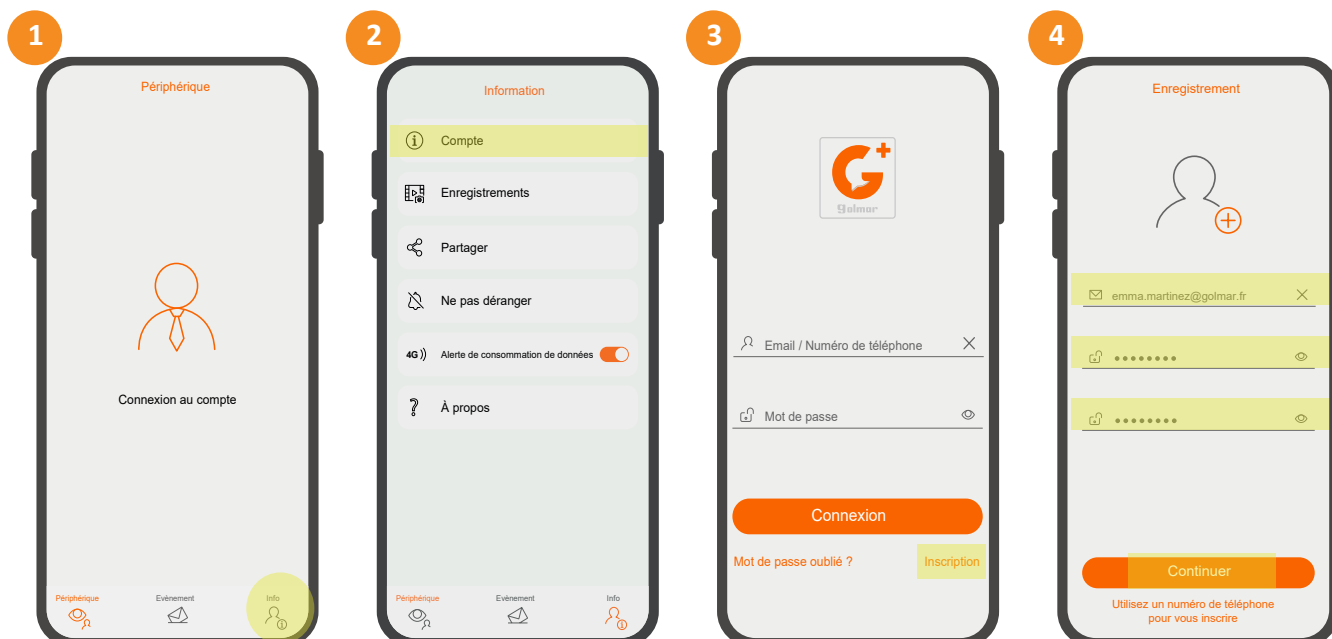 1
Périphérique
Connexion au compte
Périphérique
Evènement
Info
2
Information
Compte
Enregistrements
Partager
Ne pas déranger
4G Alerte de consommation de données
À propos
Périphérique
Evènement
Info
3
G+
golmar
Email / Numéro de téléphone
Mot de passe
Connexion
Mot de passe oublié ?
Inscription
4
Enregistrement
emma.martinez@golmar.fr
••••••••
••••••••
Continuer
Utilisez un numéro de téléphone
pour vous inscrire